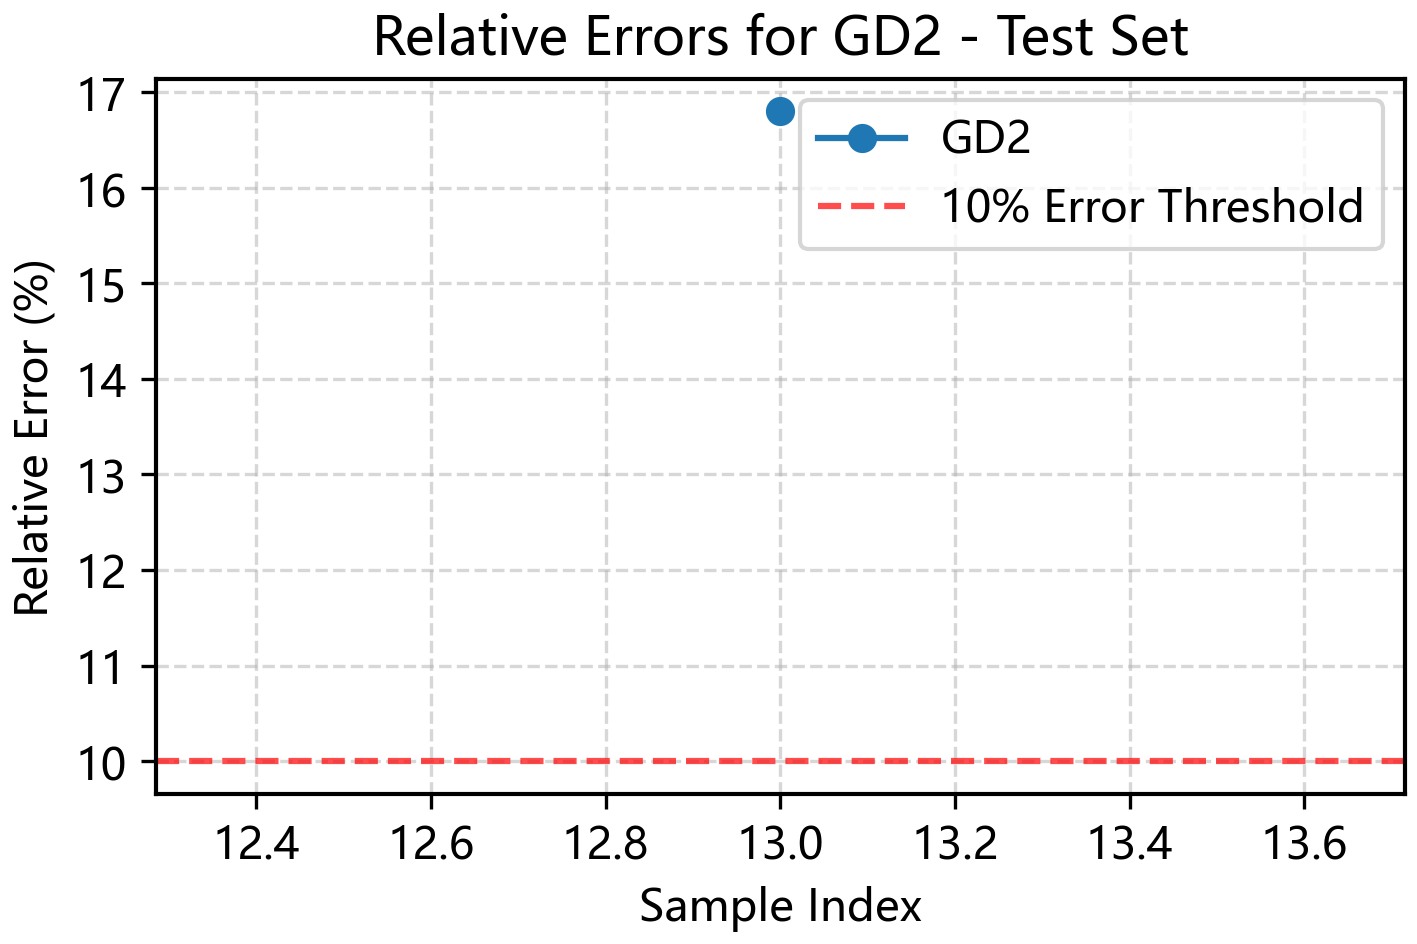 Relative Errors for GD2 - Test Set
17
16
15
14
13
12
11
10
Relative Error (%)
GD2
10% Error Threshold
12.4 12.6 12.8 13.0 13.2 13.4 13.6
Sample Index